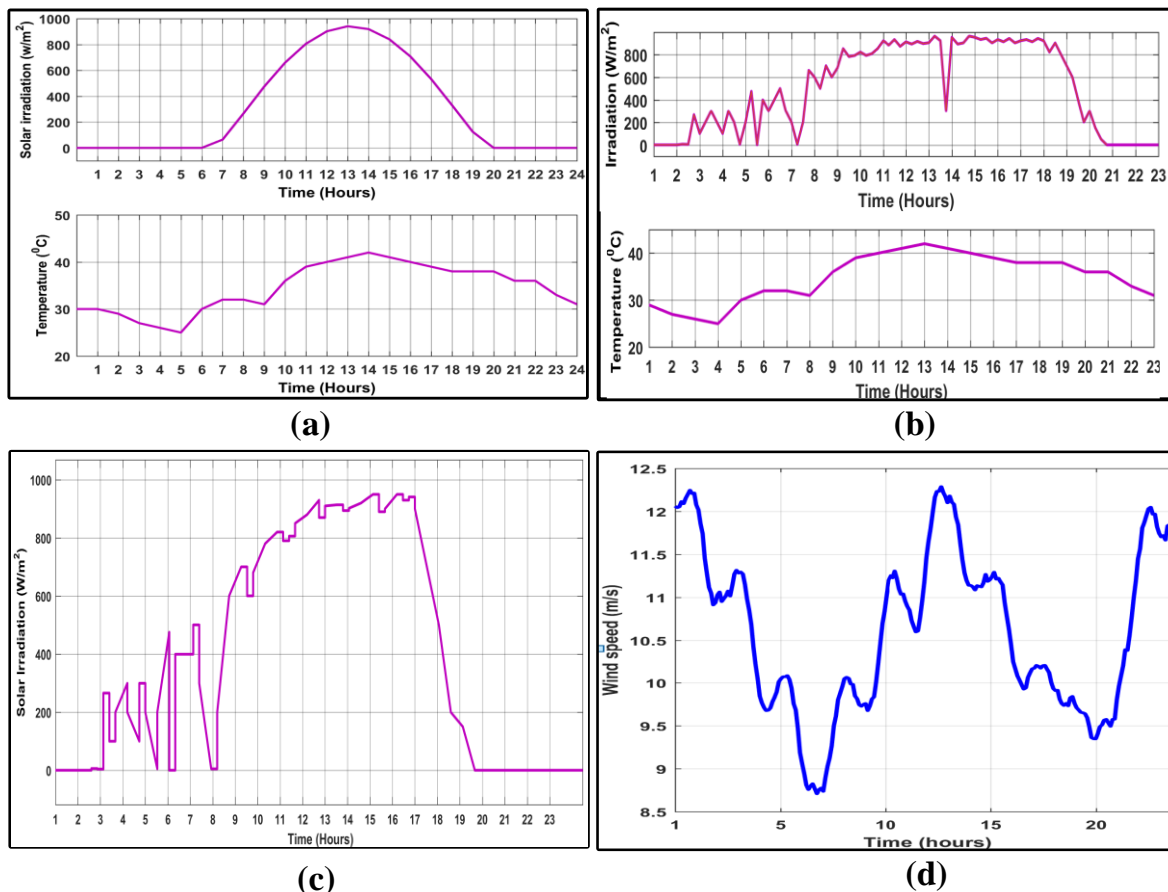 Solar irradiation (w/m²)
1000
800
600
400
200
0
1 2 3 4 5 6 7 8 9 10 11 12 13 14 15 16 17 18 19 20 21 22 23 24
Time (Hours)
Temperature (⁰C)
50
40
30
20
1 2 3 4 5 6 7 8 9 10 11 12 13 14 15 16 17 18 19 20 21 22 23 24
Time (Hours)
(a)
Irradiation (W/m²)
800
600
400
200
0
1 2 3 4 5 6 7 8 9 10 11 12 13 14 15 16 17 18 19 20 21 22 23
Time (Hours)
Temperature (⁰C)
40
30
20
1 2 3 4 5 6 7 8 9 10 11 12 13 14 15 16 17 18 19 20 21 22 23
Time (Hours)
(b)
Solar Irradiation (W/m²)
1000
800
600
400
200
0
1 2 3 4 5 6 7 8 9 10 11 12 13 14 15 16 17 18 19 20 21 22 23
Time (Hours)
(c)
Wind speed (m/s)
12.5
12
11.5
11
10.5
10
9.5
9
8.5
1 5 10 15 20
Time (hours)
(d)